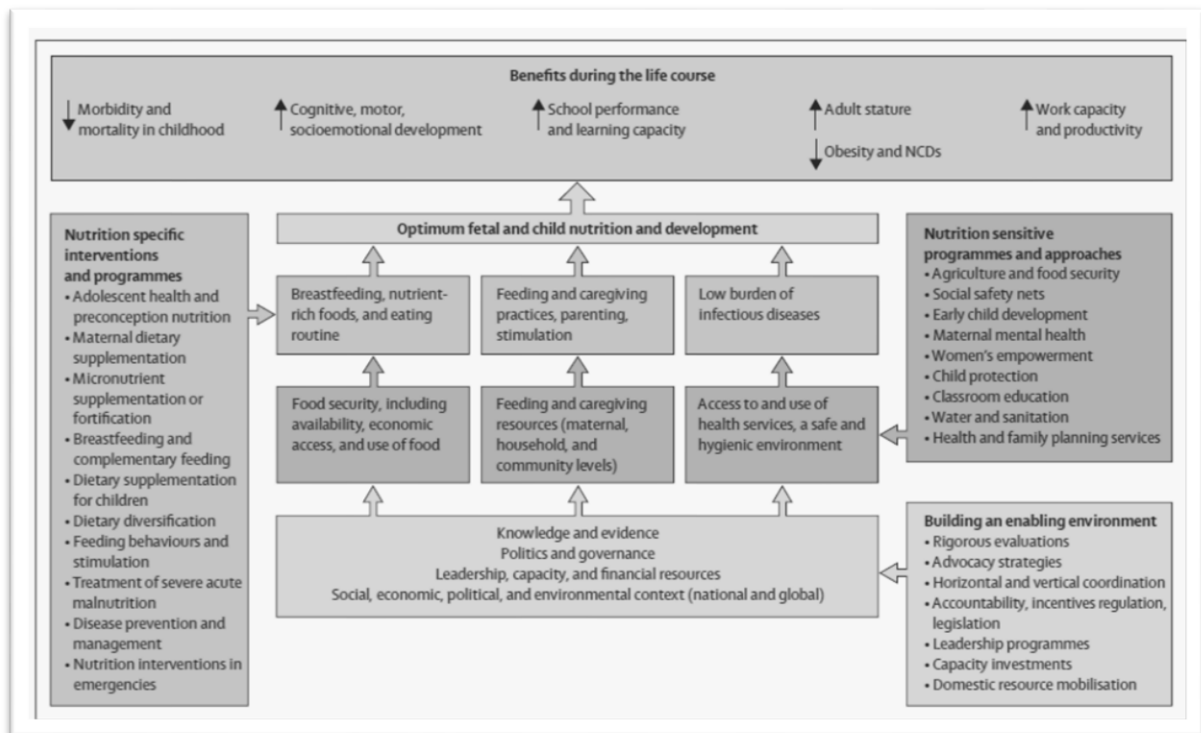 Benefits during the life course
Morbidity and
mortality in childhood
Cognitive, motor,
socioemotional development
School performance
and learning capacity
Adult stature
Obesity and NCDs
Work capacity
and productivity
Nutrition specific
interventions
and programmes
• Adolescent health and
preconception nutrition
• Maternal dietary
supplementation
• Micronutrient
supplementation or
fortification
• Breastfeeding and
complementary feeding
• Dietary supplementation
for children
• Dietary diversification
• Feeding behaviours and
stimulation
• Treatment of severe acute
malnutrition
• Disease prevention and
management
• Nutrition interventions in
emergencies
Optimum fetal and child nutrition and development
Breastfeeding, nutrient-
rich foods, and eating
routine
Feeding and caregiving
practices, parenting,
stimulation
Low burden of
infectious diseases
Food security, including
availability, economic
access, and use of food
Feeding and caregiving
resources (maternal,
household, and
community levels)
Access to and use of
health services, a safe and
hygienic environment
Knowledge and evidence
Politics and governance
Leadership, capacity, and financial resources
Social, economic, political, and environmental context (national and global)
Nutrition sensitive
programmes and approaches
• Agriculture and food security
• Social safety nets
• Early child development
• Maternal mental health
• Women's empowerment
• Child protection
• Classroom education
• Water and sanitation
• Health and family planning services
Building an enabling environment
• Rigorous evaluations
• Advocacy strategies
• Horizontal and vertical coordination
• Accountability, incentives regulation,
legislation
• Leadership programmes
• Capacity investments
• Domestic resource mobilisation